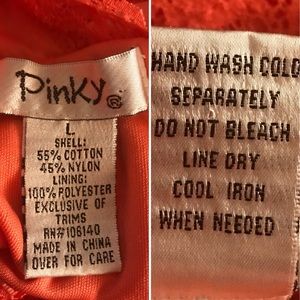 Pinky®
L
SHELL:
55% COTTON
45% NYLON
LINING:
100% POLYESTER
EXCLUSIVE OF
TRIMS
RN#106140
MADE IN CHINA
OVER FOR CARE
HAND WASH COLD
SEPARATELY
DO NOT BLEACH
LINE DRY
COOL IRON
WHEN NEEDED